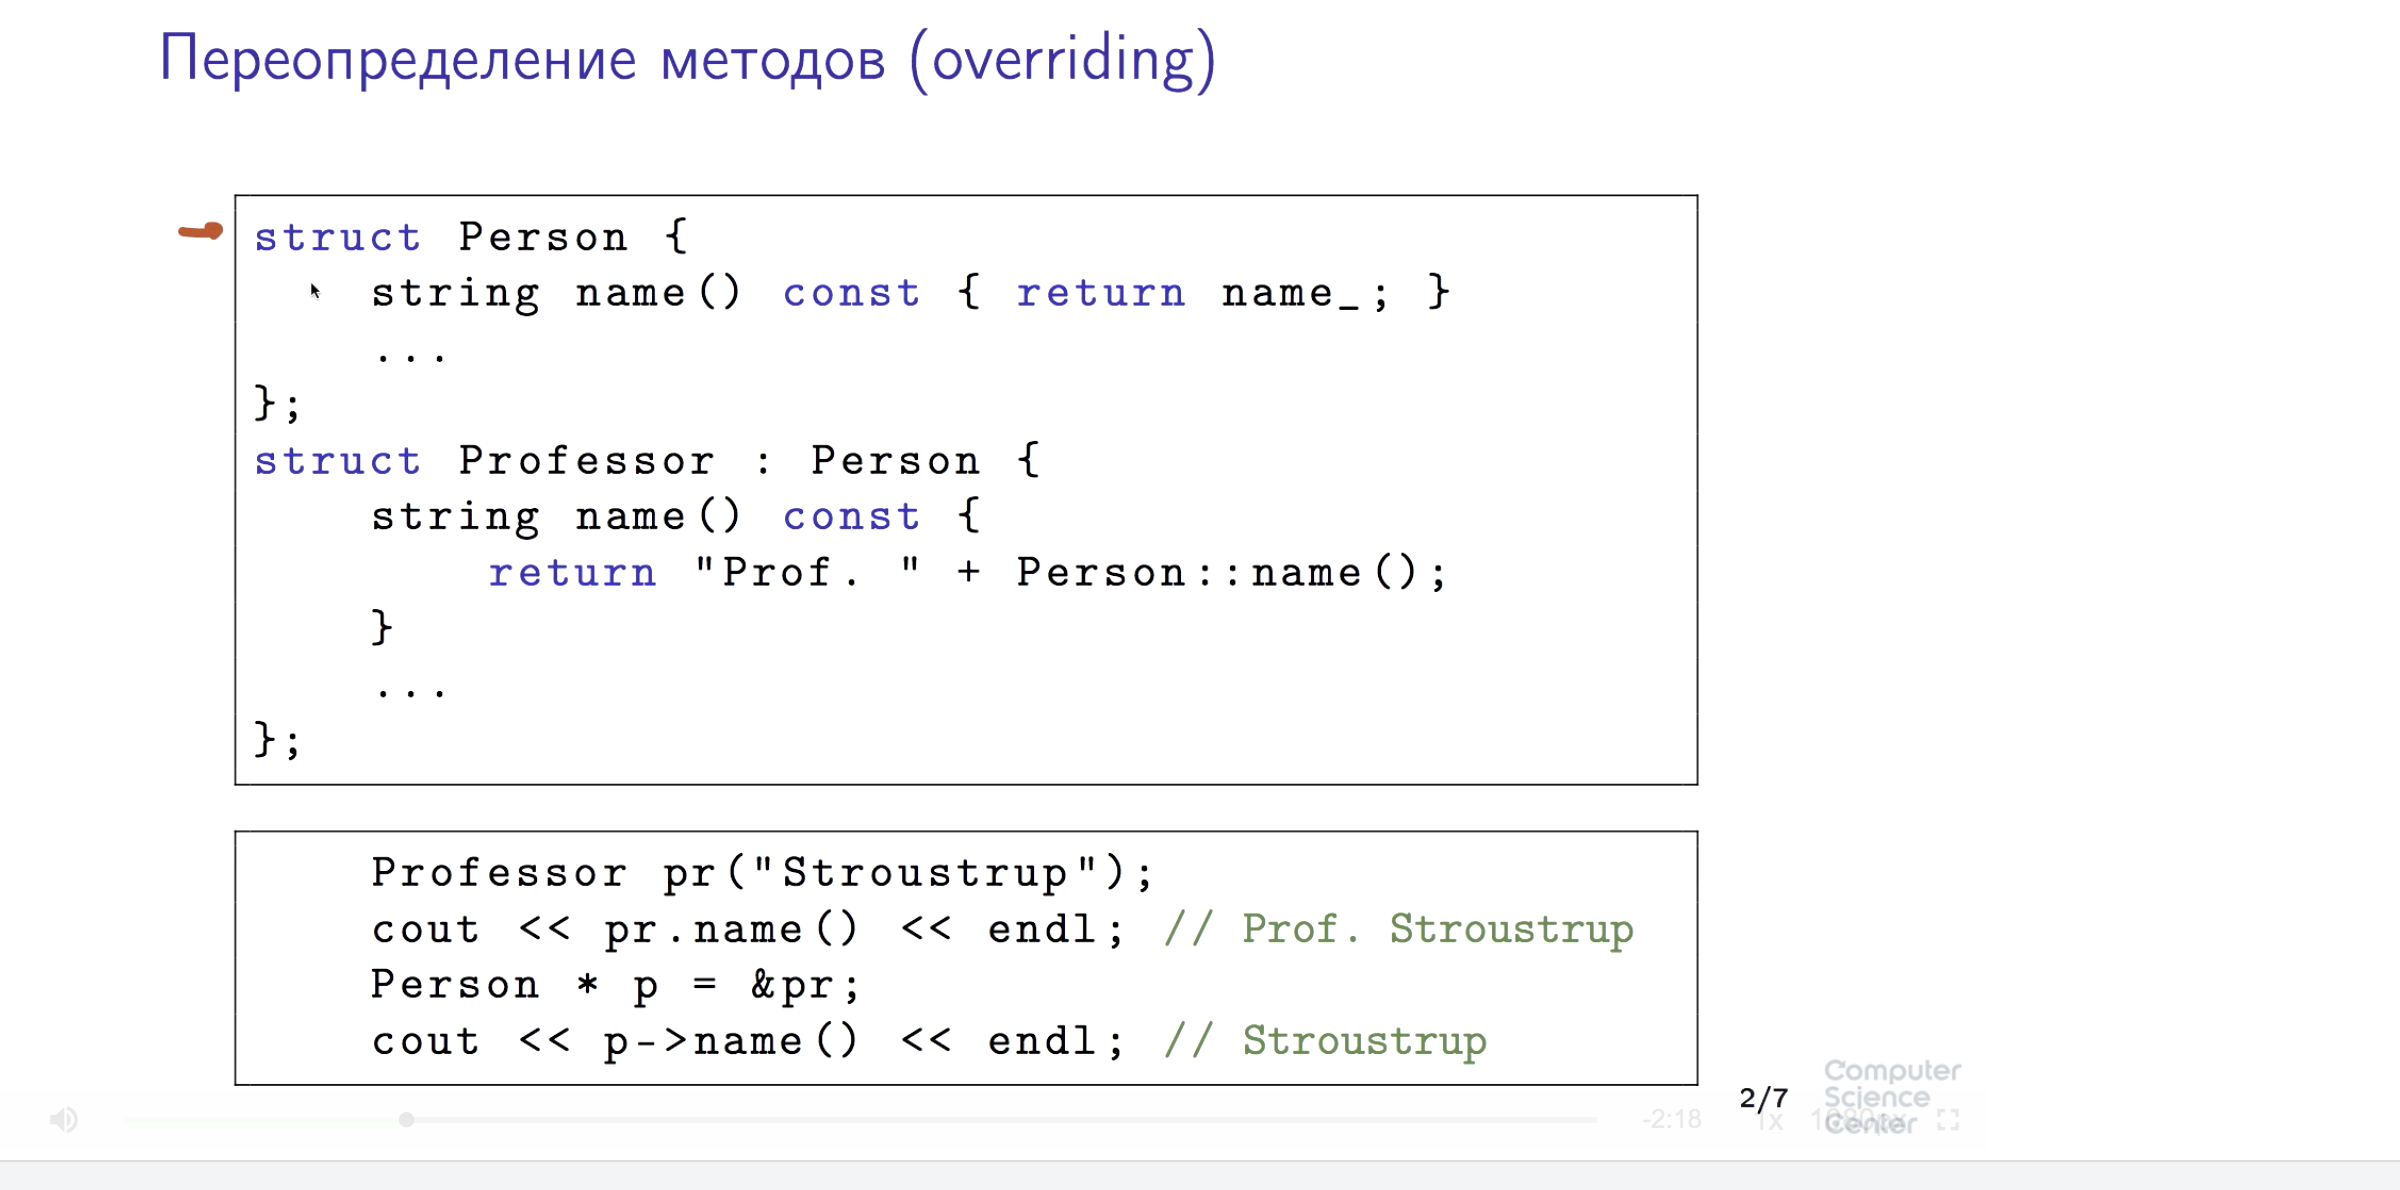 Переопределение методов (overriding)
struct Person {
    string name() const { return name_; }
    ...
};
struct Professor : Person {
    string name() const {
        return "Prof. " + Person::name();
    }
    ...
};
Professor pr("Stroustrup");
cout << pr.name() << endl; // Prof. Stroustrup
Person * p = &pr;
cout << p->name() << endl; // Stroustrup
2/7
Computer
Science
Center
-2:18
1x